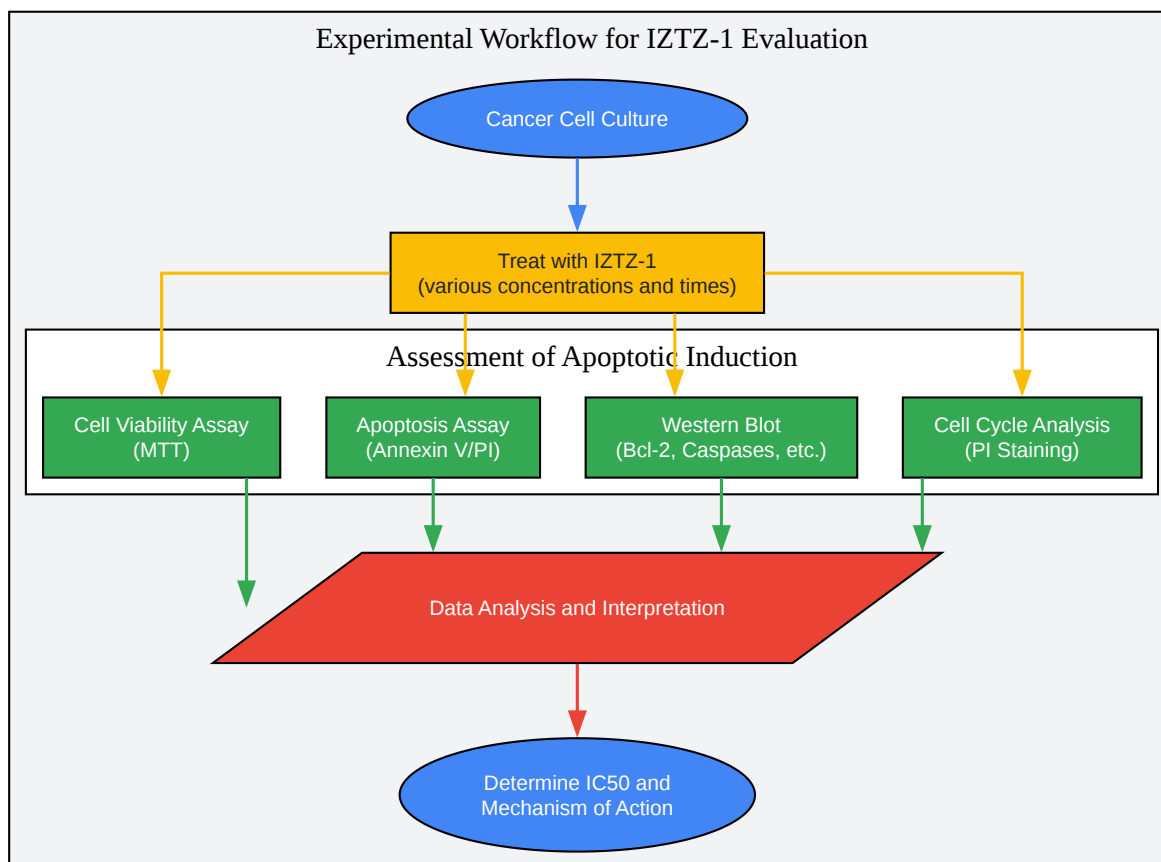 Experimental Workflow for IZTZ-1 Evaluation
Cancer Cell Culture
Treat with IZTZ-1
(various concentrations and times)
Assessment of Apoptotic Induction
Cell Viability Assay
(MTT)
Apoptosis Assay
(Annexin V/PI)
Western Blot
(Bcl-2, Caspases, etc.)
Cell Cycle Analysis
(PI Staining)
Data Analysis and Interpretation
Determine IC50 and
Mechanism of Action